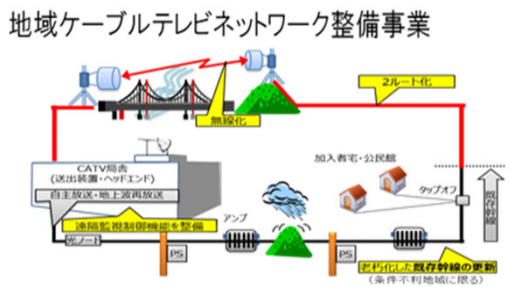 地域ケーブルテレビネットワーク整備事業
2ルート化
無線化
CATV局舎
(送出装置・ヘッドエンド)
自主放送・地上波再放送
遠隔監視制御機能を整備
光ノード
PS
アンプ
加入者宅・公民館
タップオフ
既存幹線
PS
老朽化した既存幹線の更新
(条件不利地域に限る)